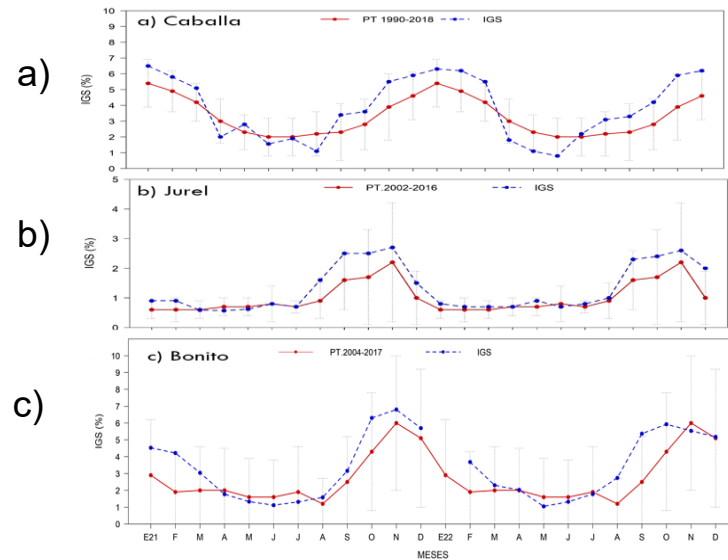 a) Caballa
PT 1990-2018
IGS
a)
IGS (%)
10
9
8
7
6
5
4
3
2
1
0
b) Jurel
PT.2002-2016
IGS
b)
IGS (%)
5
4
3
2
1
0
c) Bonito
PT.2004-2017
IGS
c)
IGS (%)
10
9
8
7
6
5
4
3
2
1
0
E21 F M A M J J A S O N D E22 F M A M J J A S O N D
MESES